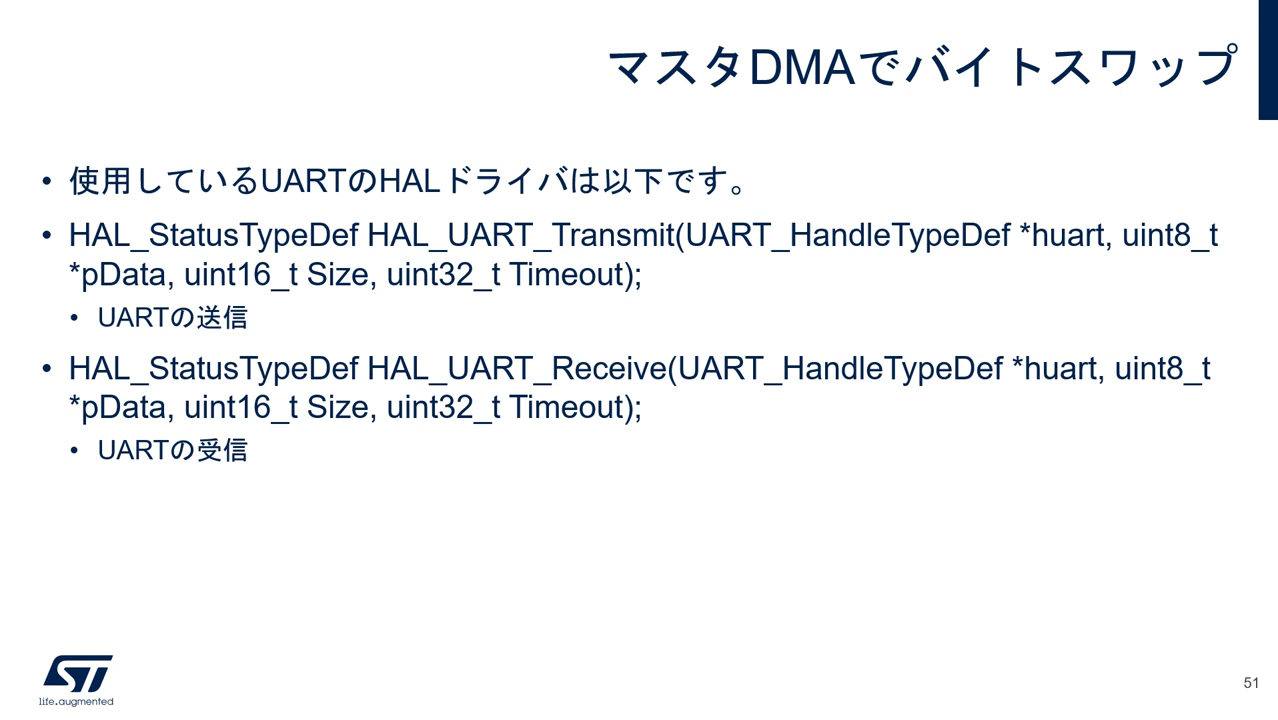 マスタDMAでバイトスワップ
• 使用しているUARTのHALドライバは以下です。
• HAL_StatusTypeDef HAL_UART_Transmit(UART_HandleTypeDef *huart, uint8_t
*pData, uint16_t Size, uint32_t Timeout);
• UARTの送信
• HAL_StatusTypeDef HAL_UART_Receive(UART_HandleTypeDef *huart, uint8_t
*pData, uint16_t Size, uint32_t Timeout);
• UARTの受信
ST
life.augmented
51